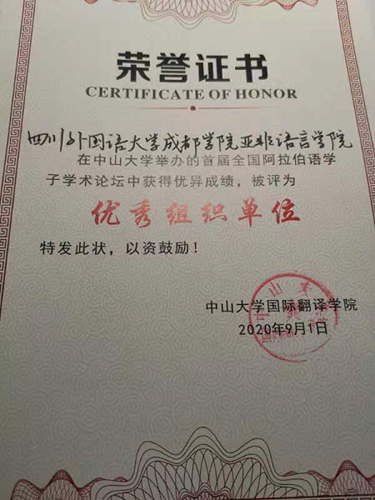 荣誉证书
CERTIFICATE OF HONOR
四川外国语大学成都学院亚非语言学院
在中山大学举办的首届全国阿拉伯语学
子学术论坛中获得优异成绩，被评为
优秀组织单位
特发此状，以资鼓励！
中山大学国际翻译学院
2020年9月1日